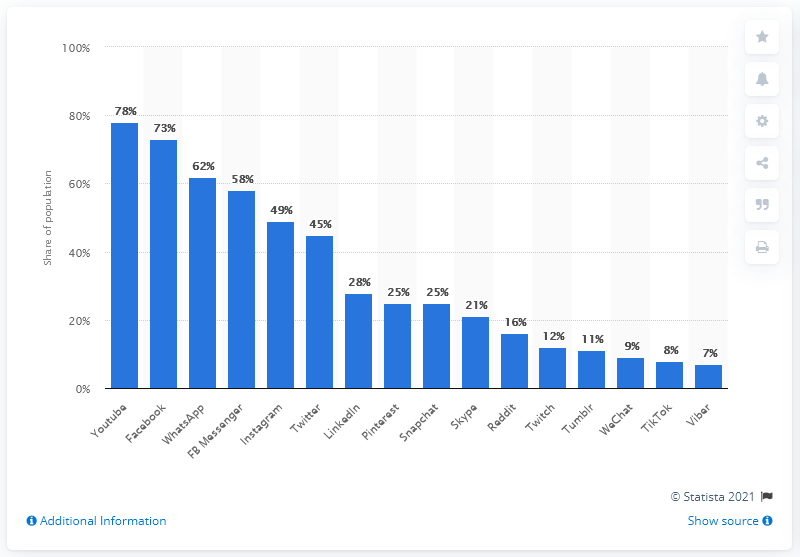 100%
80%
60%
40%
20%
0%
Share of population
78%
73%
62%
58%
49%
45%
28%
25%
25%
21%
16%
12%
11%
9%
8%
7%
Youtube
Facebook
WhatsApp
FB Messenger
Instagram
Twitter
LinkedIn
Pinterest
Snapchat
Skype
Reddit
Twitch
Tumblr
WeChat
TikTok
Viber
© Statista 2021
Additional Information
Show source